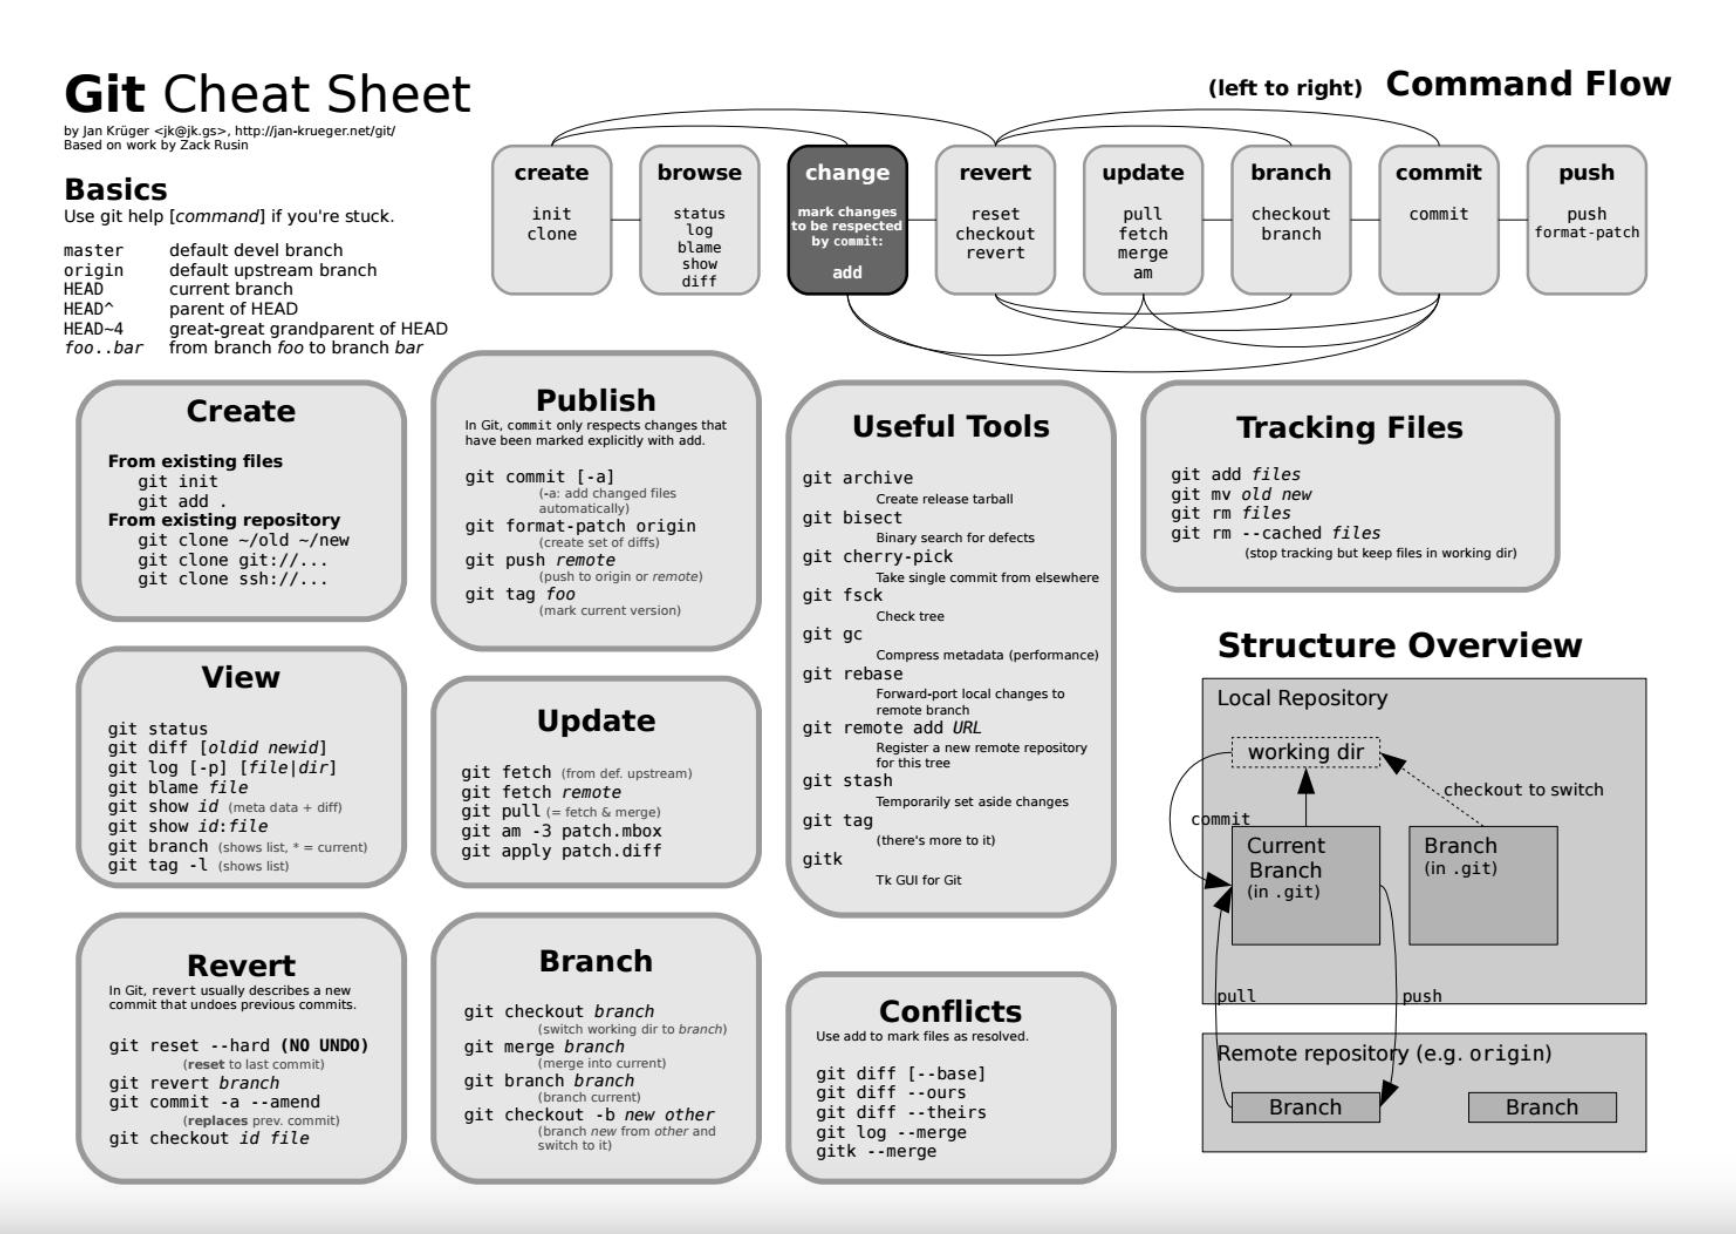 Git Cheat Sheet
by Jan Krüger <jk@jk.gs>, http://jan-krueger.net/git/
Based on work by Zack Rusin
Basics
Use git help [command] if you're stuck.
master default devel branch
origin default upstream branch
HEAD current branch
HEAD^ parent of HEAD
HEAD~4 great-great grandparent of HEAD
foo..bar from branch foo to branch bar
(left to right) Command Flow
create
init
clone
browse
status
log
blame
show
diff
change
mark changes
to be respected
by commit:
add
revert
reset
checkout
revert
update
pull
fetch
merge
am
branch
checkout
branch
commit
commit
push
push
format-patch
Create
From existing files
git init
git add .
From existing repository
git clone ~/old ~/new
git clone git://...
git clone ssh://...
View
git status
git diff [oldid newid]
git log [-p] [file|dir]
git blame file
git show id (meta data + diff)
git show id:file
git branch (shows list, * = current)
git tag -l (shows list)
Revert
In Git, revert usually describes a new
commit that undoes previous commits.
git reset --hard (NO UNDO)
(reset to last commit)
git revert branch
git commit -a --amend
(replaces prev. commit)
git checkout id file
Publish
In Git, commit only respects changes that
have been marked explicitly with add.
git commit [-a]
(-a: add changed files
automatically)
git format-patch origin
(create set of diffs)
git push remote
(push to origin or remote)
git tag foo
(mark current version)
Update
git fetch (from def. upstream)
git fetch remote
git pull (= fetch & merge)
git am -3 patch.mbox
git apply patch.diff
Branch
git checkout branch
(switch working dir to branch)
git merge branch
(merge into current)
git branch branch
(branch current)
git checkout -b new other
(branch new from other and
switch to it)
Useful Tools
git archive
Create release tarball
git bisect
Binary search for defects
git cherry-pick
Take single commit from elsewhere
git fsck
Check tree
git gc
Compress metadata (performance)
git rebase
Forward-port local changes to
remote branch
git remote add URL
Register a new remote repository
for this tree
git stash
Temporarily set aside changes
git tag
(there's more to it)
gitk
Tk GUI for Git
Conflicts
Use add to mark files as resolved.
git diff [--base]
git diff --ours
git diff --theirs
git log --merge
gitk --merge
Tracking Files
git add files
git mv old new
git rm files
git rm --cached files
(stop tracking but keep files in working dir)
Structure Overview
Local Repository
working dir
checkout to switch
commit
Current
Branch
(in .git)
Branch
(in .git)
pull
push
Remote repository (e.g. origin)
Branch
Branch